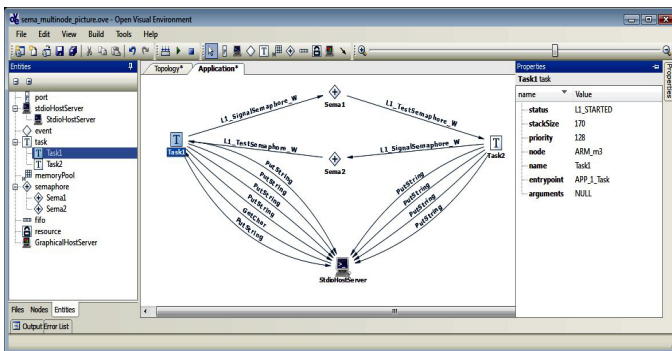 sema_multinode_picture.ove - Open Visual Environment
File Edit View Build Tools Help
Entities
port
stdioHostServer
StdioHostServer
event
task
Task1
Task2
memoryPool
semaphore
Sema1
Sema2
fifo
resource
GraphicalHostServer
Files Nodes Entities
Output Error List
Topology* Application*
L1_SignalSemaphore_W
Sema1
L1_TestSemaphore_W
Task1
L1_TestSemaphore_W
Sema2
L1_SignalSemaphore_W
Task2
PutString
PutString
PutString
PutString
GetChar
PutString
PutString
PutString
PutString
PutString
StdioHostServer
Properties
Task1 task
name Value
status L1_STARTED
stackSize 170
priority 128
node ARM_m3
name Task1
entrypoint APP_1_Task
arguments NULL
Properties